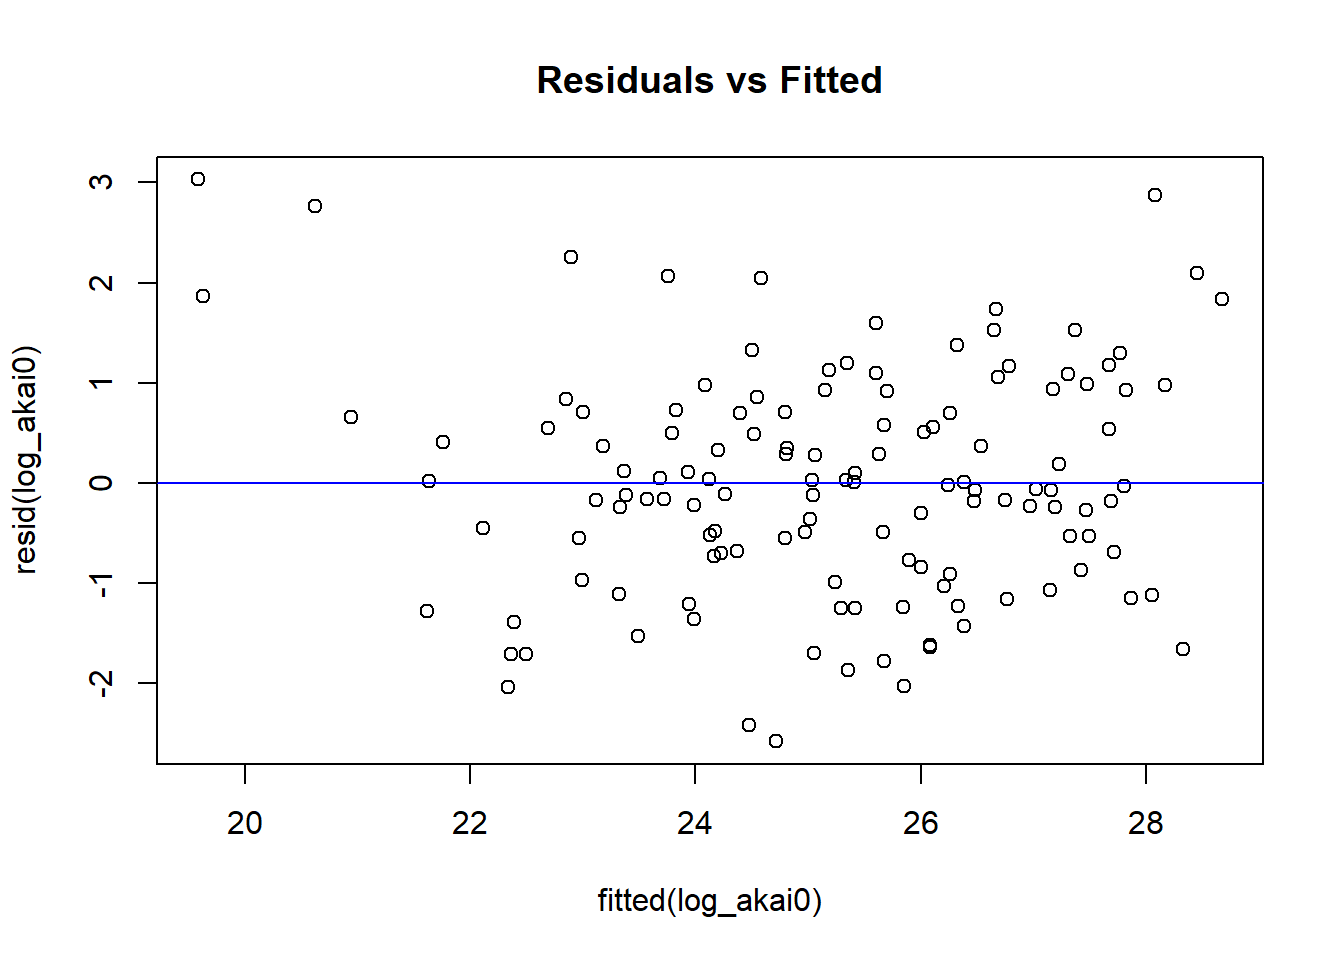 Residuals vs Fitted
resid(log_akai0)
3
2
1
0
-1
-2
20 22 24 26 28
fitted(log_akai0)